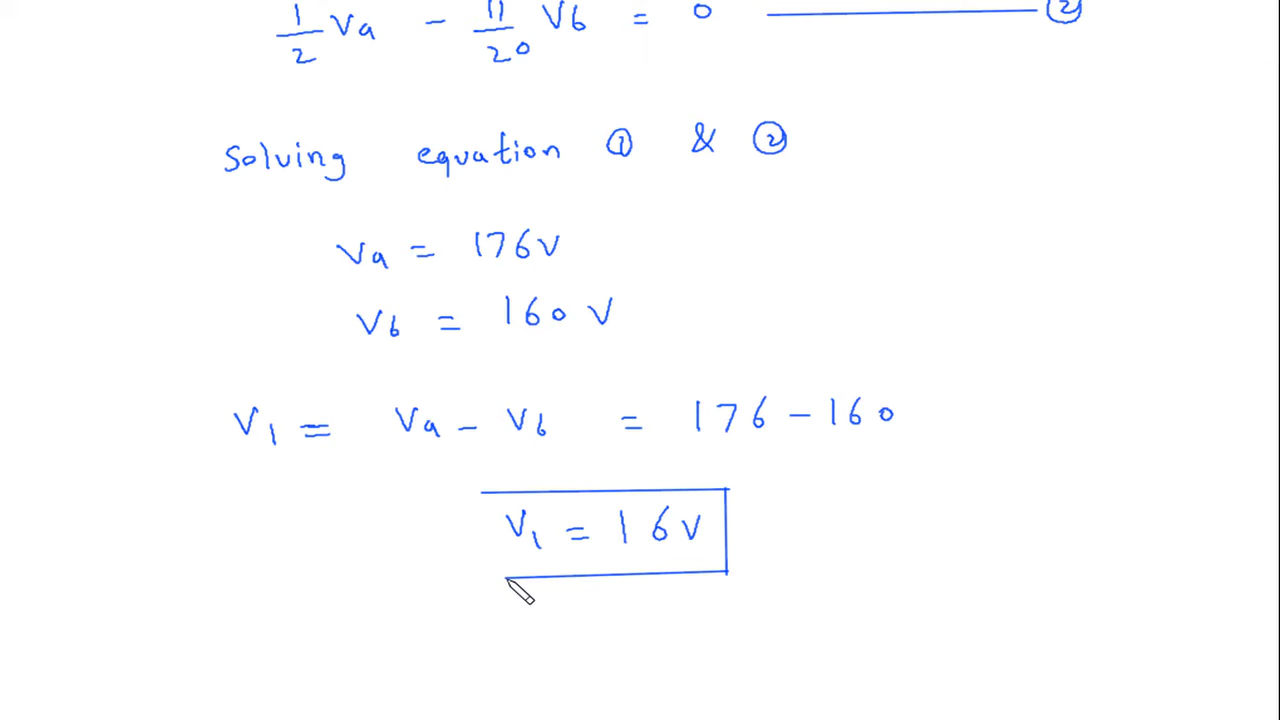 1/2 Va - 11/20 Vb = 0 ②
Solving equation ① & ②
Va = 176V
Vb = 160 V
V1 = Va - Vb = 176 - 160
V1 = 16V